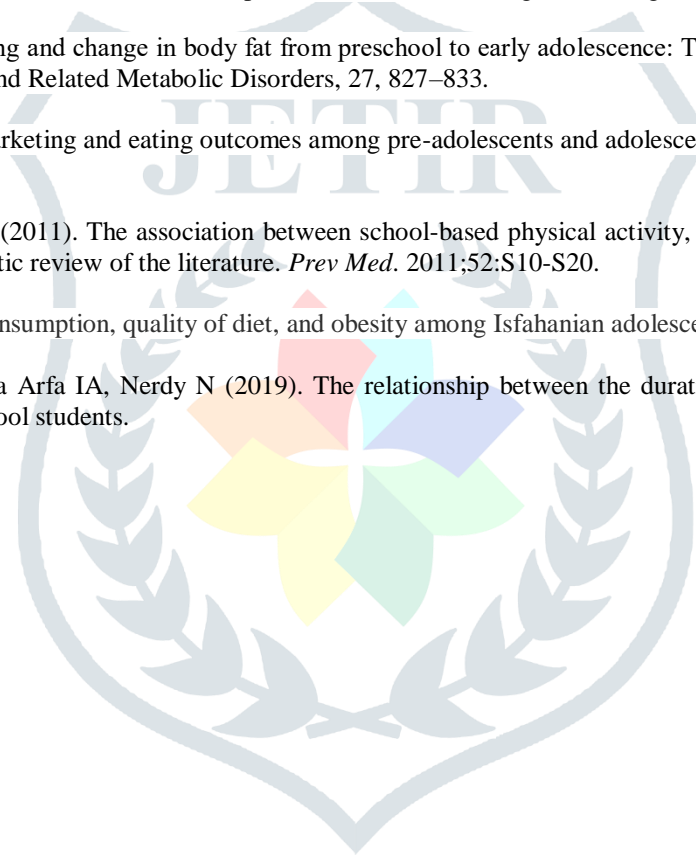 ng and change in body fat from preschool to early adolescence: T
nd Related Metabolic Disorders, 27, 827–833.
arketing and eating outcomes among pre-adolescents and adolesce
JETIR
(2011). The association between school-based physical activity,
tic review of the literature. Prev Med. 2011;52:S10-S20.
nsumption, quality of diet, and obesity among Isfahanian adolesce
a Arfa IA, Nerdy N (2019). The relationship between the durat
ool students.